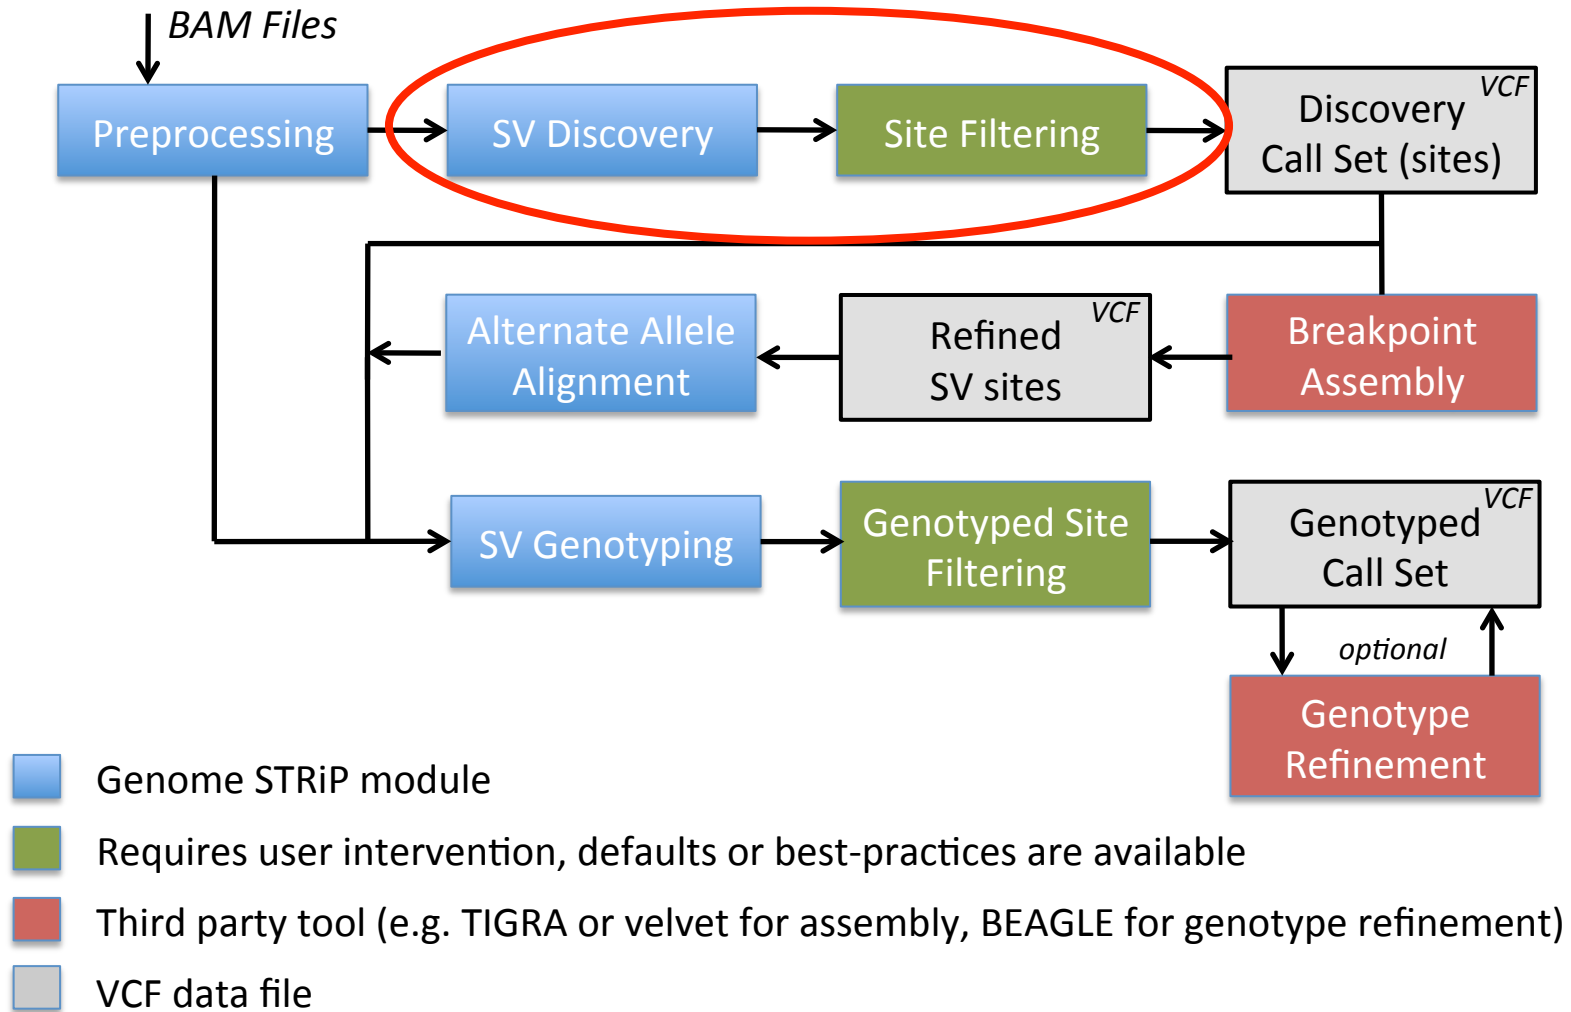 BAM Files
Preprocessing
SV Discovery
Site Filtering
VCF
Discovery
Call Set (sites)
Alternate Allele
Alignment
VCF
Refined
SV sites
Breakpoint
Assembly
SV Genotyping
Genotyped Site
Filtering
VCF
Genotyped
Call Set
optional
Genotype
Refinement
Genome STRiP module
Requires user intervention, defaults or best-practices are available
Third party tool (e.g. TIGRA or velvet for assembly, BEAGLE for genotype refinement)
VCF data file